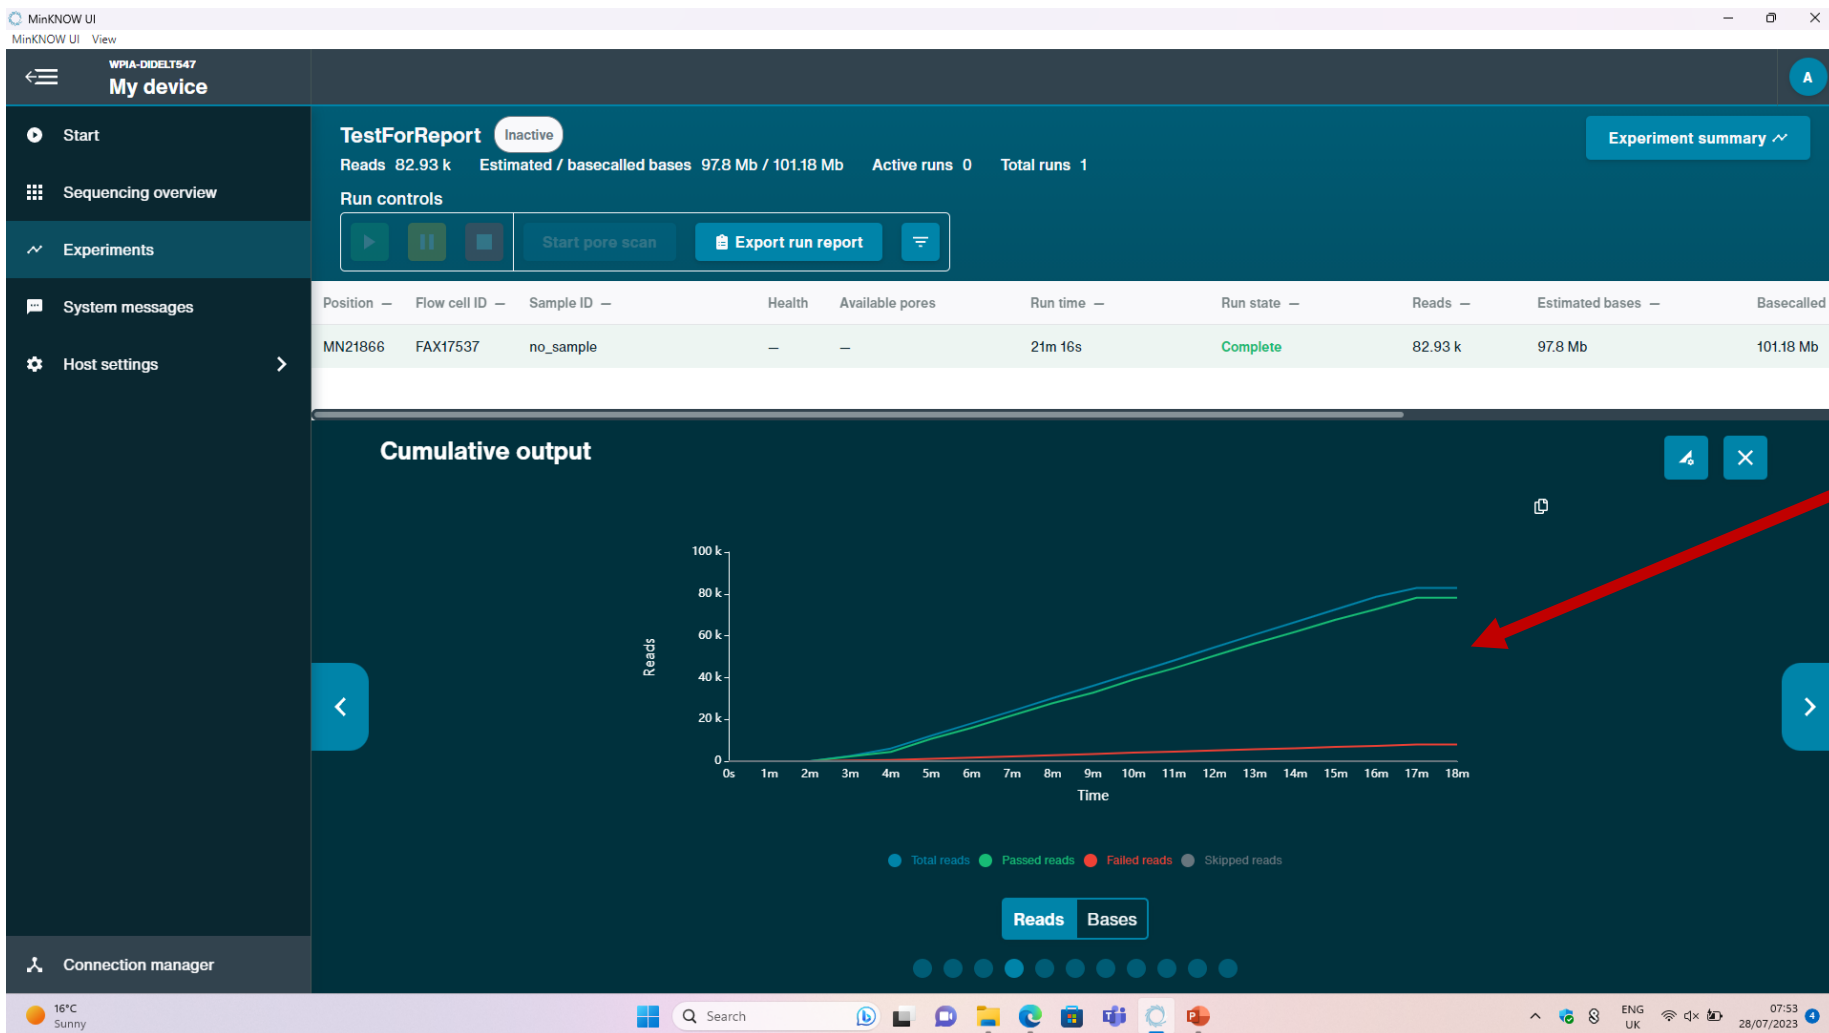 MinKNOW UI
MinKNOW UI View
WPIA-DIDELT547
My device
A
Start
Sequencing overview
Experiments
System messages
Host settings
Connection manager
TestForReport Inactive
Experiment summary
Reads 82.93 k Estimated / basecalled bases 97.8 Mb / 101.18 Mb Active runs 0 Total runs 1
Run controls
Start pore scan Export run report
Position – Flow cell ID – Sample ID – Health Available pores Run time – Run state – Reads – Estimated bases – Basecalled
MN21866 FAX17537 no_sample – – 21m 16s Complete 82.93 k 97.8 Mb 101.18 Mb
Cumulative output
100 k
80 k
60 k
40 k
20 k
0
Reads
0s 1m 2m 3m 4m 5m 6m 7m 8m 9m 10m 11m 12m 13m 14m 15m 16m 17m 18m
Time
Total reads Passed reads Failed reads Skipped reads
Reads Bases
16°C
Sunny
Search
ENG
UK
07:53
28/07/2023
4